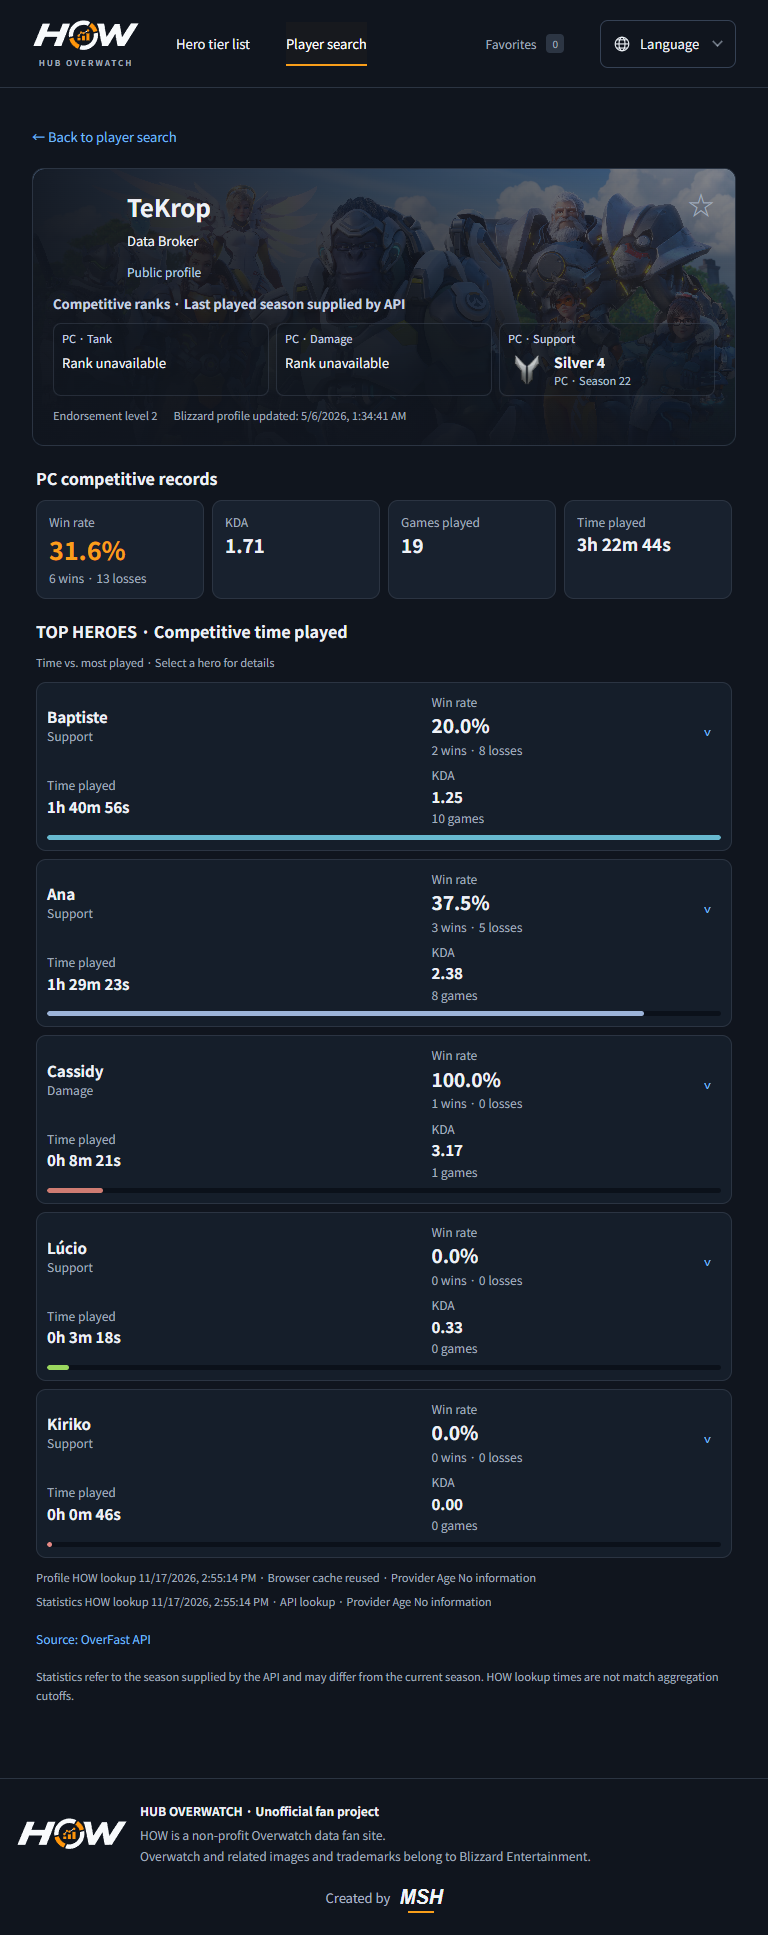 HOW
HUB OVERWATCH
Hero tier list
Player search
Favorites 0
Language
← Back to player search
TeKrop
Data Broker
Public profile
Competitive ranks · Last played season supplied by API
PC · Tank
Rank unavailable
PC · Damage
Rank unavailable
PC · Support
Silver 4
PC · Season 22
Endorsement level 2
Blizzard profile updated: 5/6/2026, 1:34:41 AM
PC competitive records
Win rate
31.6%
6 wins · 13 losses
KDA
1.71
Games played
19
Time played
3h 22m 44s
TOP HEROES · Competitive time played
Time vs. most played · Select a hero for details
Baptiste
Support
Win rate
20.0%
2 wins · 8 losses
v
Time played
1h 40m 56s
KDA
1.25
10 games
Ana
Support
Win rate
37.5%
3 wins · 5 losses
v
Time played
1h 29m 23s
KDA
2.38
8 games
Cassidy
Damage
Win rate
100.0%
1 wins · 0 losses
v
Time played
0h 8m 21s
KDA
3.17
1 games
Lúcio
Support
Win rate
0.0%
0 wins · 0 losses
v
Time played
0h 3m 18s
KDA
0.33
0 games
Kiriko
Support
Win rate
0.0%
0 wins · 0 losses
v
Time played
0h 0m 46s
KDA
0.00
0 games
Profile HOW lookup 11/17/2026, 2:55:14 PM · Browser cache reused · Provider Age No information
Statistics HOW lookup 11/17/2026, 2:55:14 PM · API lookup · Provider Age No information
Source: OverFast API
Statistics refer to the season supplied by the API and may differ from the current season. HOW lookup times are not match aggregation
cutoffs.
HOW
HUB OVERWATCH · Unofficial fan project
HOW is a non-profit Overwatch data fan site.
Overwatch and related images and trademarks belong to Blizzard Entertainment.
Created by MSH